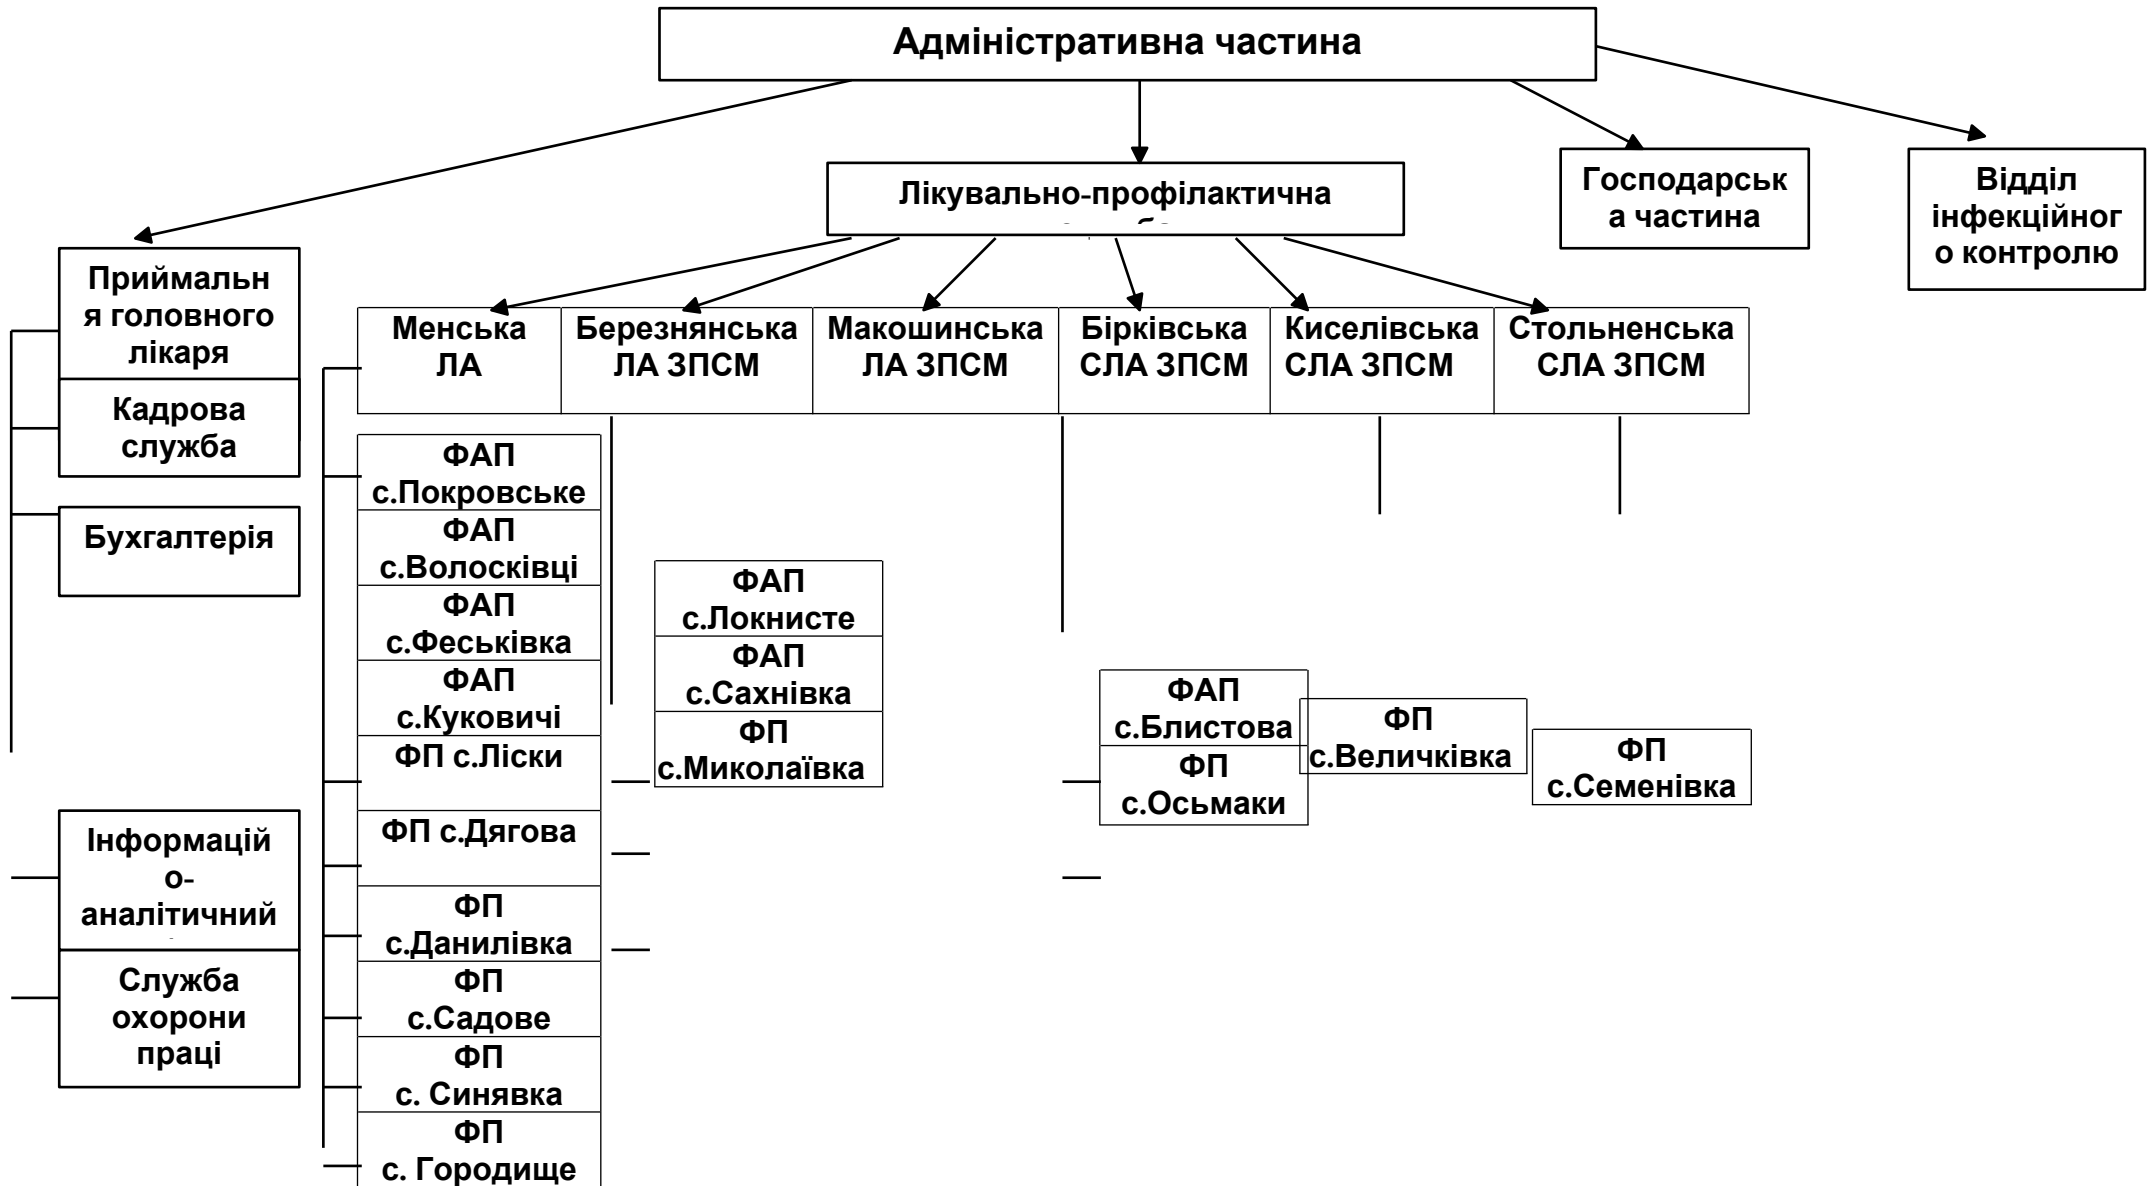 Адміністративна частина
Лікувально-профілактична
Господарськ
а частина
Відділ
інфекційног
о контролю
Приймальн
я головного
лікаря
Кадрова
служба
Бухгалтерія
Інформацій
о-
аналітичний
Служба
охорони
праці
Менська
ЛА
Березнянська
ЛА ЗПСМ
Макошинська
ЛА ЗПСМ
Бірківська
СЛА ЗПСМ
Киселівська
СЛА ЗПСМ
Стольненська
СЛА ЗПСМ
ФАП
с.Покровське
ФАП
с.Волосківці
ФАП
с.Феськівка
ФАП
с.Куковичі
ФП с.Ліски
ФП с.Дягова
ФП
с.Данилівка
ФП
с.Садове
ФП
с. Синявка
ФП
с. Городище
ФАП
с.Локнисте
ФАП
с.Сахнівка
ФП
с.Миколаївка
ФАП
с.Блистова
ФП
с.Осьмаки
ФП
с.Величківка
ФП
с.Семенівка